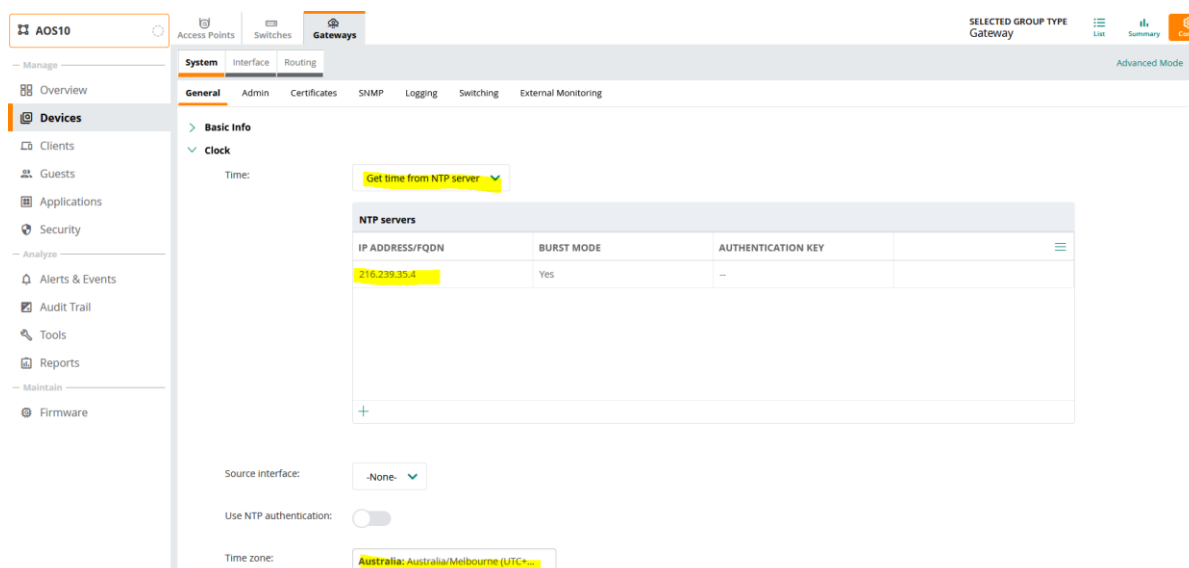 AOS10
Access Points
Switches
Gateways
SELECTED GROUP TYPE
Gateway
List
Summary
System Interface Routing
Advanced Mode
Manage
General Admin Certificates SNMP Logging Switching External Monitoring
Overview
Devices
Clients
Guests
Applications
Security
Analyze
Alerts & Events
Audit Trail
Tools
Reports
Maintain
Firmware
Basic Info
Clock
Time: Get time from NTP server
NTP servers
IP ADDRESS/FQDN BURST MODE AUTHENTICATION KEY
216.239.35.4 Yes --
Source interface: -None-
Use NTP authentication:
Time zone: Australia: Australia/Melbourne (UTC+...